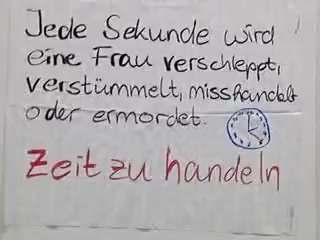 Jede Sekunde wird
eine Frau verschleppt,
verstümmelt, misshandelt
oder ermordet.
Zeit zu handeln